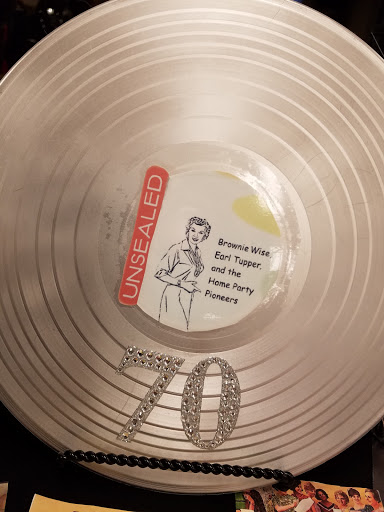 UNSEALED
Brownie Wise,
Earl Tupper,
and the
Home Party
Pioneers
70